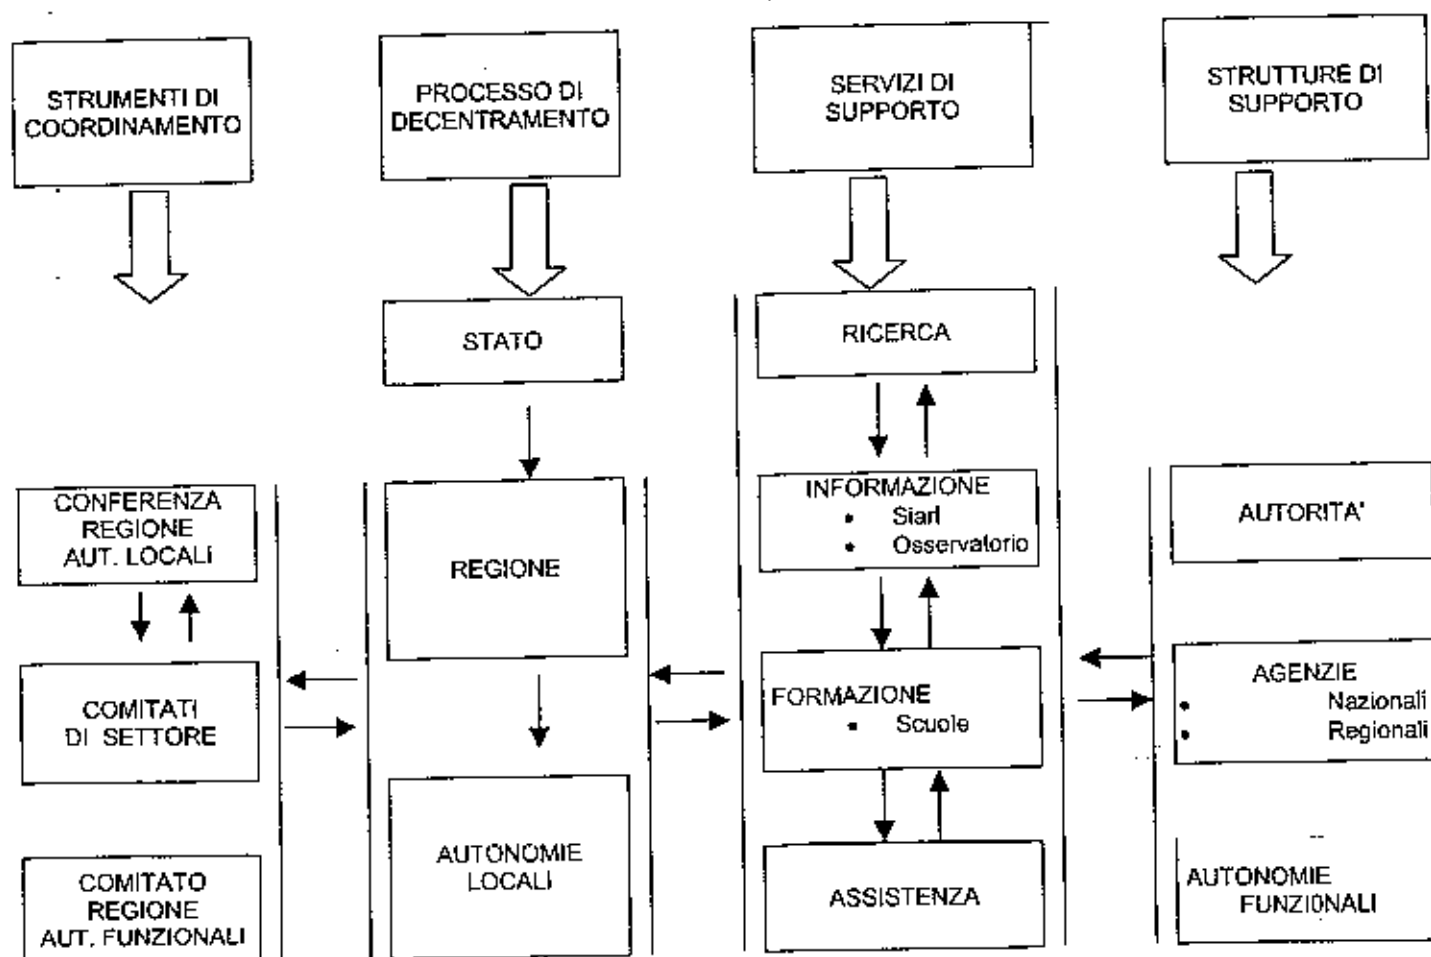 STRUMENTI DI
COORDINAMENTO
PROCESSO DI
DECENTRAMENTO
SERVIZI DI
SUPPORTO
STRUTTURE DI
SUPPORTO
STATO
RICERCA
CONFERENZA
REGIONE
AUT. LOCALI
REGIONE
INFORMAZIONE
• Siarl
• Osservatorio
AUTORITA'
COMITATI
DI SETTORE
FORMAZIONE
• Scuole
AGENZIE
• Nazionali
• Regionali
COMITATO
REGIONE
AUT. FUNZIONALI
AUTONOMIE
LOCALI
ASSISTENZA
AUTONOMIE
FUNZIONALI